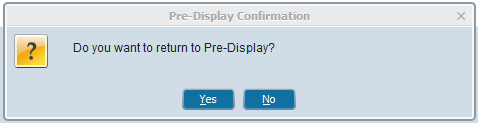 Pre-Display Confirmation
Do you want to return to Pre-Display?
Yes No